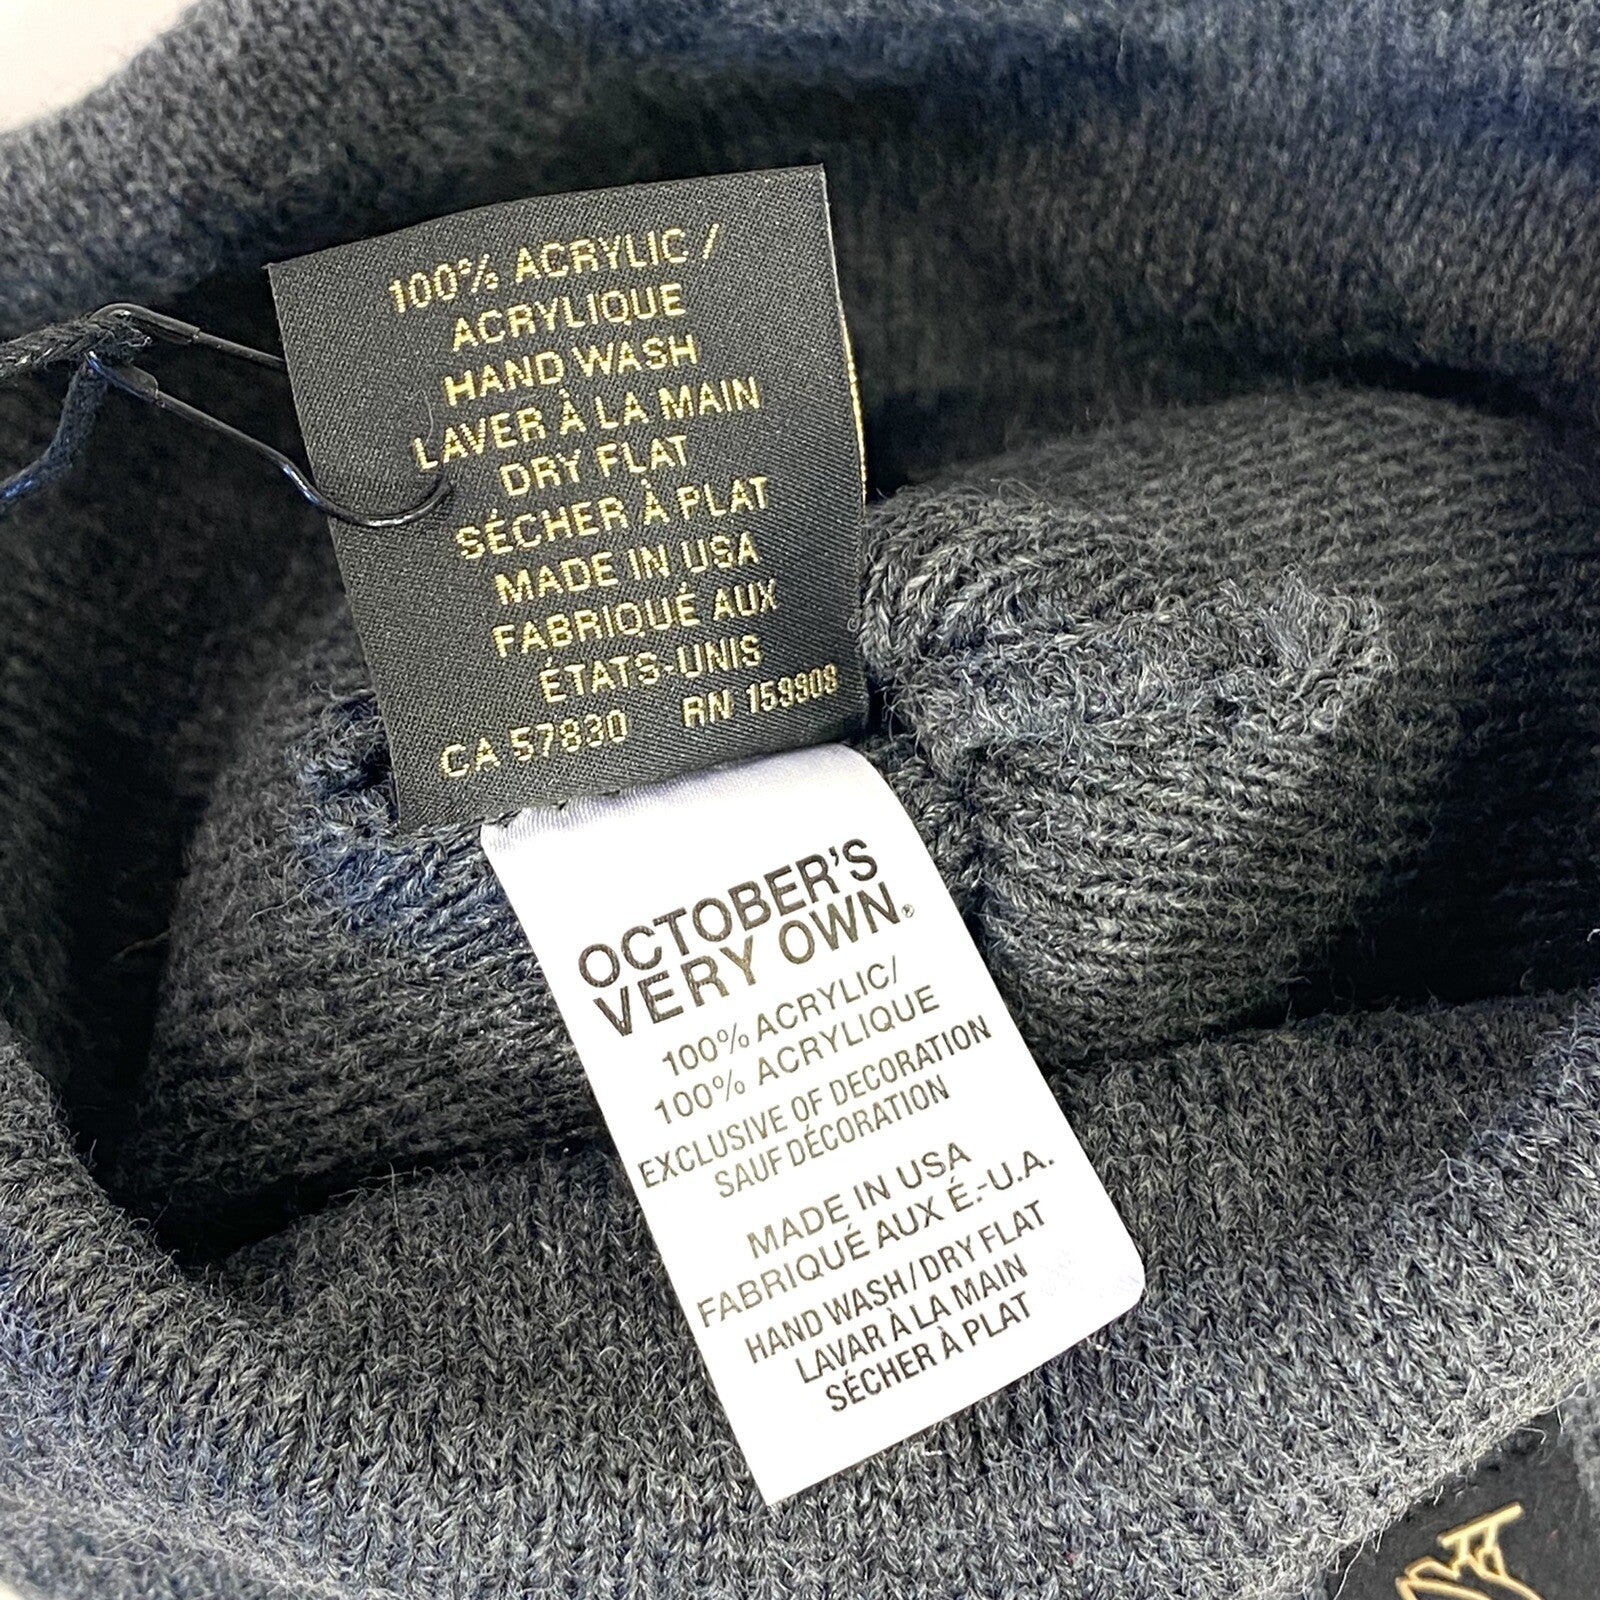 100% ACRYLIC /
ACRYLIQUE
HAND WASH
LAVER À LA MAIN
DRY FLAT
SÉCHER À PLAT
MADE IN USA
FABRIQUÉ AUX
ÉTATS-UNIS
CA 57830 RN 159908
OCTOBER'S
VERY OWN®
100% ACRYLIC/
100% ACRYLIQUE
EXCLUSIVE OF DECORATION
SAUF DÉCORATION
MADE IN USA
FABRIQUÉ AUX É.-U.A.
HAND WASH/DRY FLAT
LAVAR À LA MAIN
SÉCHER À PLAT